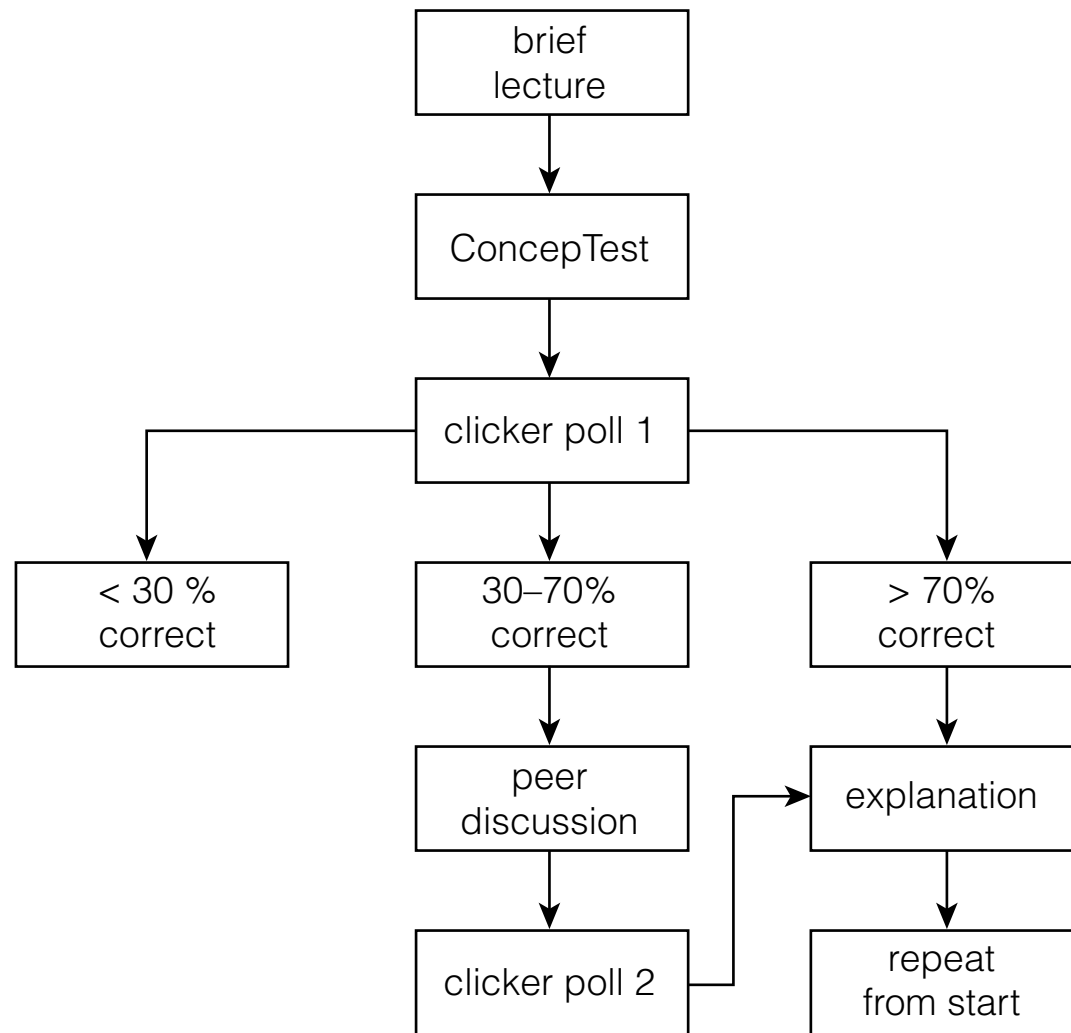 brief
lecture
ConcepTest
clicker poll 1
< 30 %
correct
30–70%
correct
> 70%
correct
peer
discussion
explanation
clicker poll 2
repeat
from start